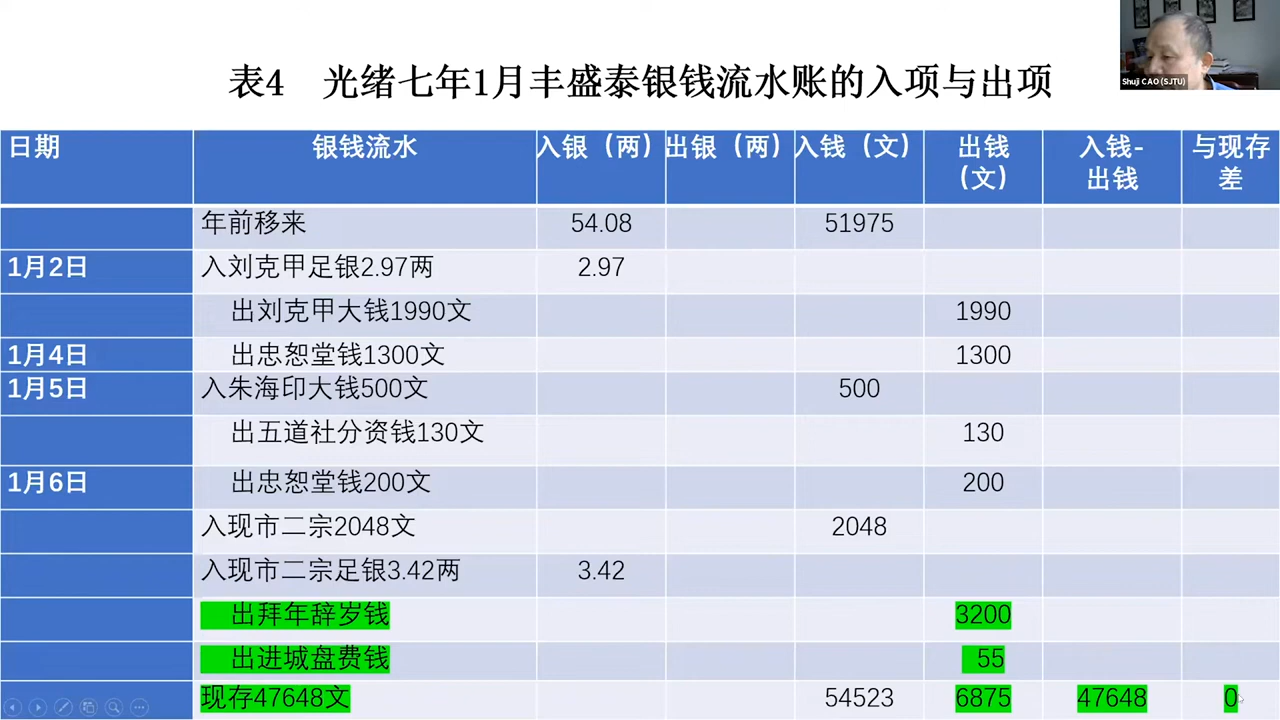 Shuji CAO (SJTU)
表4 光绪七年1月丰盛泰银钱流水账的入项与出项
日期 银钱流水 入银（两） 出银（两） 入钱（文） 出钱（文） 入钱-出钱 与现存差
年前移来 54.08 51975
1月2日 入刘克甲足银2.97两 2.97
出刘克甲大钱1990文 1990
1月4日 出忠恕堂钱1300文 1300
1月5日 入朱海印大钱500文 500
出五道社分资钱130文 130
1月6日 出忠恕堂钱200文 200
入现市二宗2048文 2048
入现市二宗足银3.42两 3.42
出拜年辞岁钱 3200
出进城盘费钱 55
现存47648文 54523 6875 47648 0